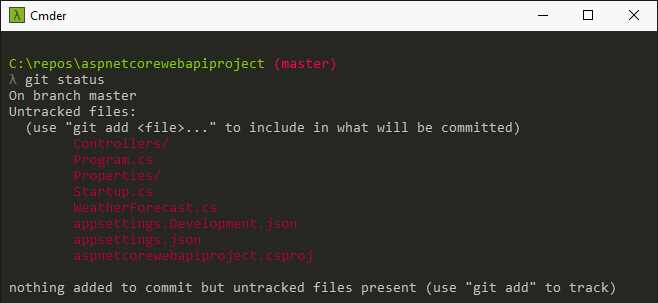 λ Cmder
C:\repos\aspnetcorewebapiproject (master)
λ git status
On branch master
Untracked files:
  (use "git add <file>..." to include in what will be committed)
        Controllers/
        Program.cs
        Properties/
        Startup.cs
        WeatherForecast.cs
        appsettings.Development.json
        appsettings.json
        aspnetcorewebapiproject.csproj
nothing added to commit but untracked files present (use "git add" to track)